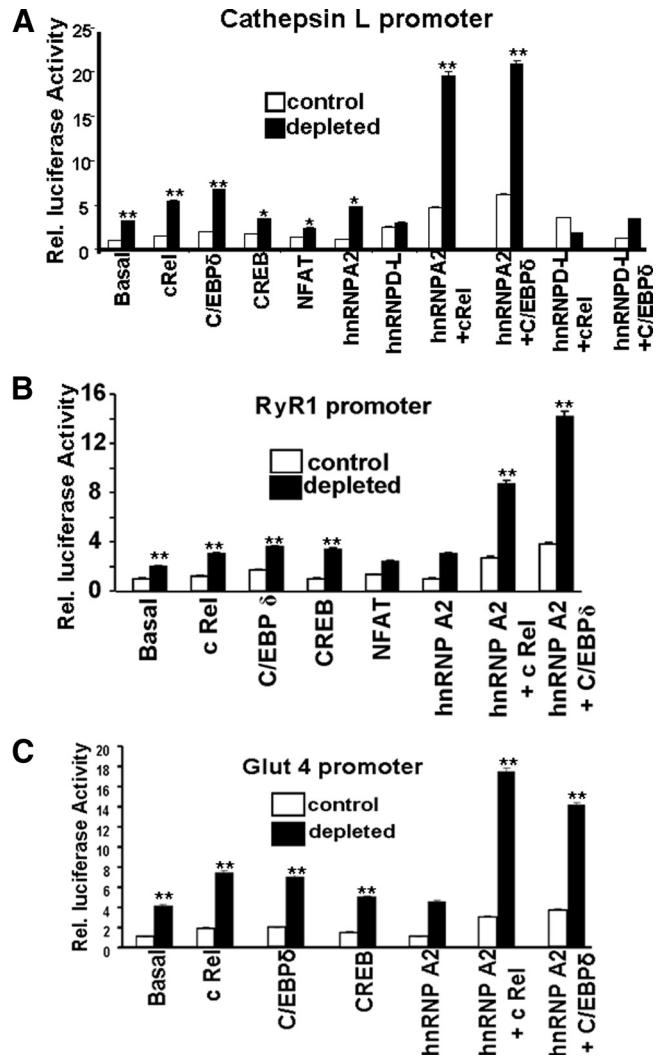 A
Cathepsin L promoter
Rel. luciferase Activity
25
20
15
10
5
0
control
depleted
** ** ** * * * ** **
Basal
cRel
C/EBPδ
CREB
NFAT
hnRNPA2
hnRNPD-L
hnRNPA2
+cRel
hnRNPA2
+C/EBPδ
hnRNPD-L
+cRel
hnRNPD-L
+C/EBPδ
B
RyR1 promoter
Rel. luciferase Activity
16
12
8
4
0
control
depleted
** ** ** ** ** **
Basal
c Rel
C/EBP δ
CREB
NFAT
hnRNP A2
hnRNP A2
+ c Rel
hnRNP A2
+ C/EBPδ
C
Glut 4 promoter
Rel. luciferase Activity
20
18
16
14
12
10
8
6
4
2
0
control
depleted
** ** ** ** ** **
Basal
c Rel
C/EBPδ
CREB
hnRNP A2
hnRNP A2
+ c Rel
hnRNP A2
+ C/EBPδ